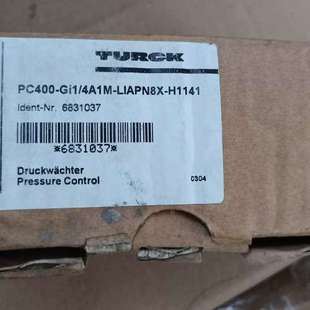 TURCK
PC400-Gi1/4A1M-LIAPN8X-H1141
Ident-Nr. 6831037
*6831037*
Druckwächter
Pressure Control
0304